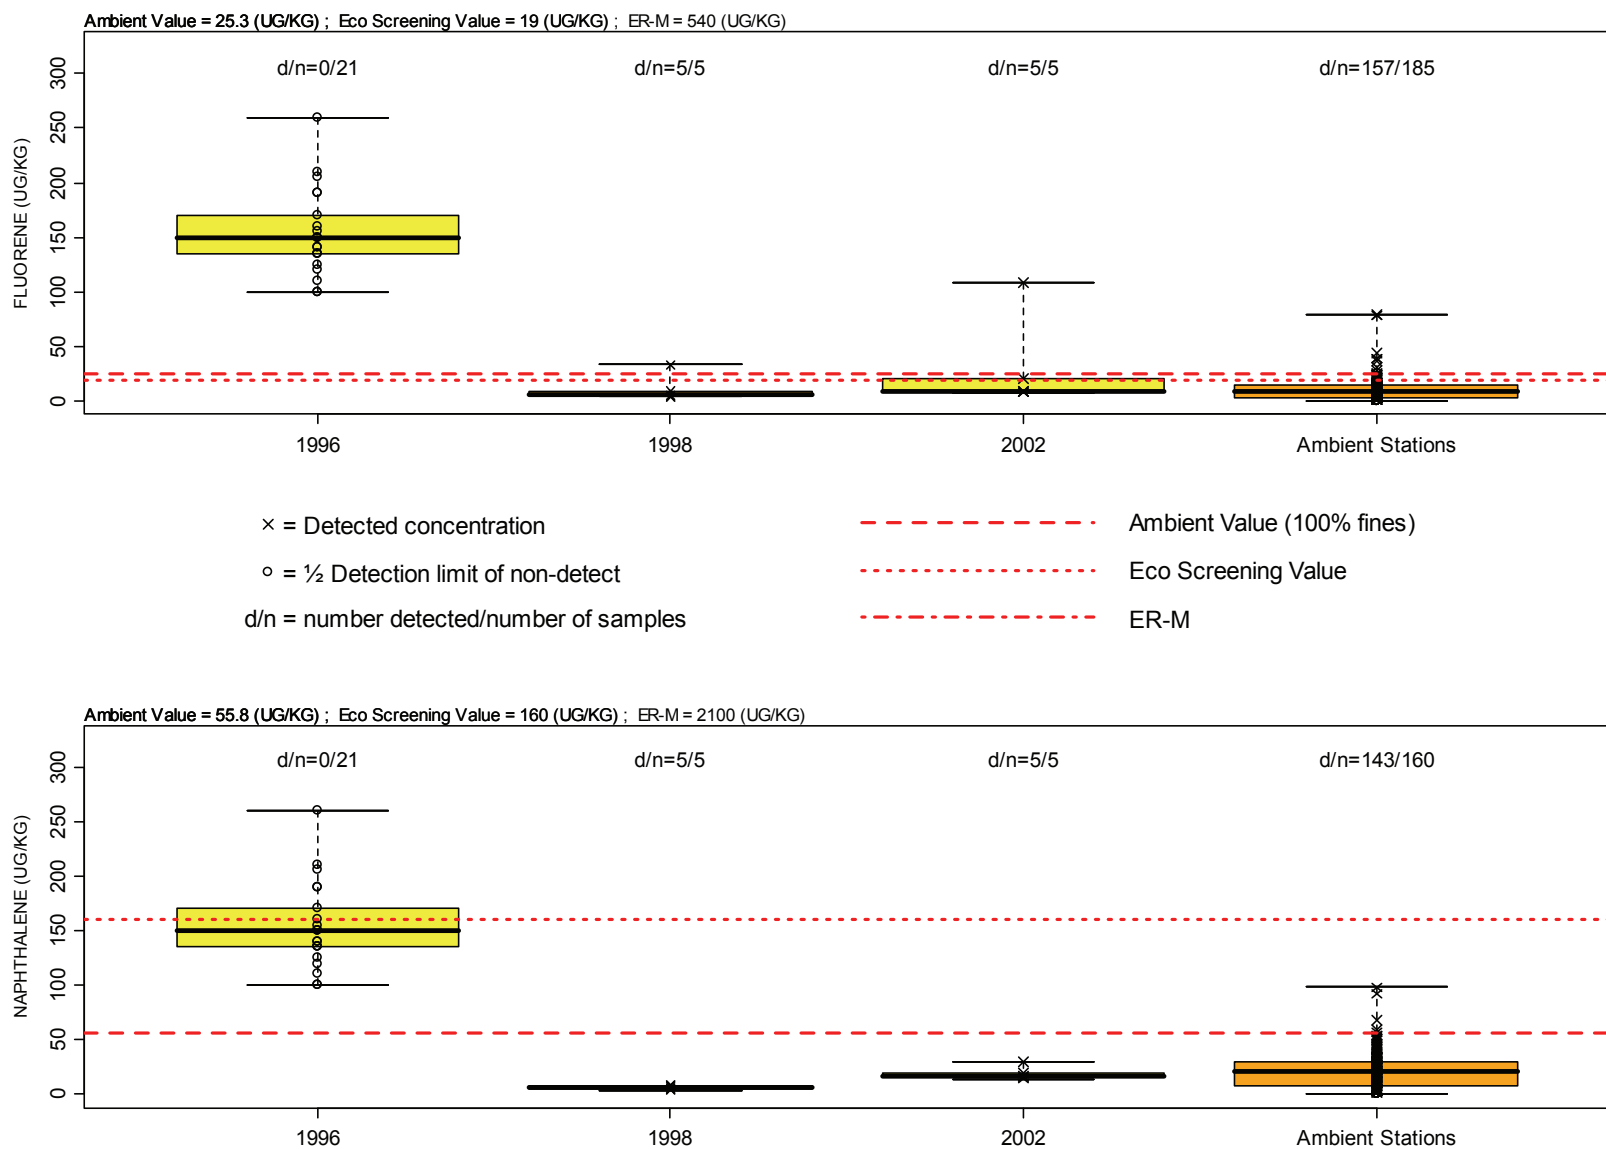 Ambient Value = 25.3 (UG/KG) ; Eco Screening Value = 19 (UG/KG) ; ER-M = 540 (UG/KG)
FLUORENE (UG/KG)
300
250
200
150
100
50
0
d/n=0/21
d/n=5/5
d/n=5/5
d/n=157/185
1996
1998
2002
Ambient Stations
× = Detected concentration
o = ½ Detection limit of non-detect
d/n = number detected/number of samples
Ambient Value (100% fines)
Eco Screening Value
ER-M
Ambient Value = 55.8 (UG/KG) ; Eco Screening Value = 160 (UG/KG) ; ER-M = 2100 (UG/KG)
NAPHTHALENE (UG/KG)
300
250
200
150
100
50
0
d/n=0/21
d/n=5/5
d/n=5/5
d/n=143/160
1996
1998
2002
Ambient Stations